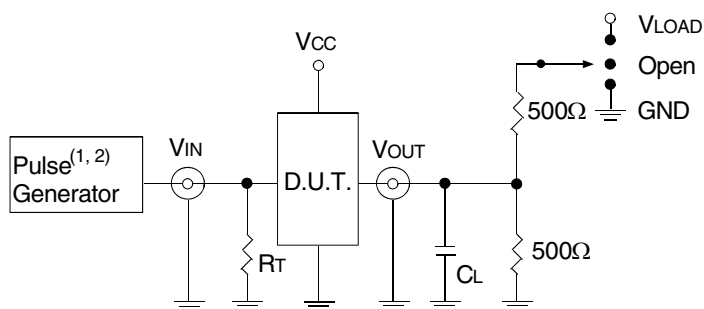 VLOAD
VCC
Open
500Ω
GND
Pulse(1, 2)
Generator
VIN
D.U.T.
VOUT
RT
CL
500Ω